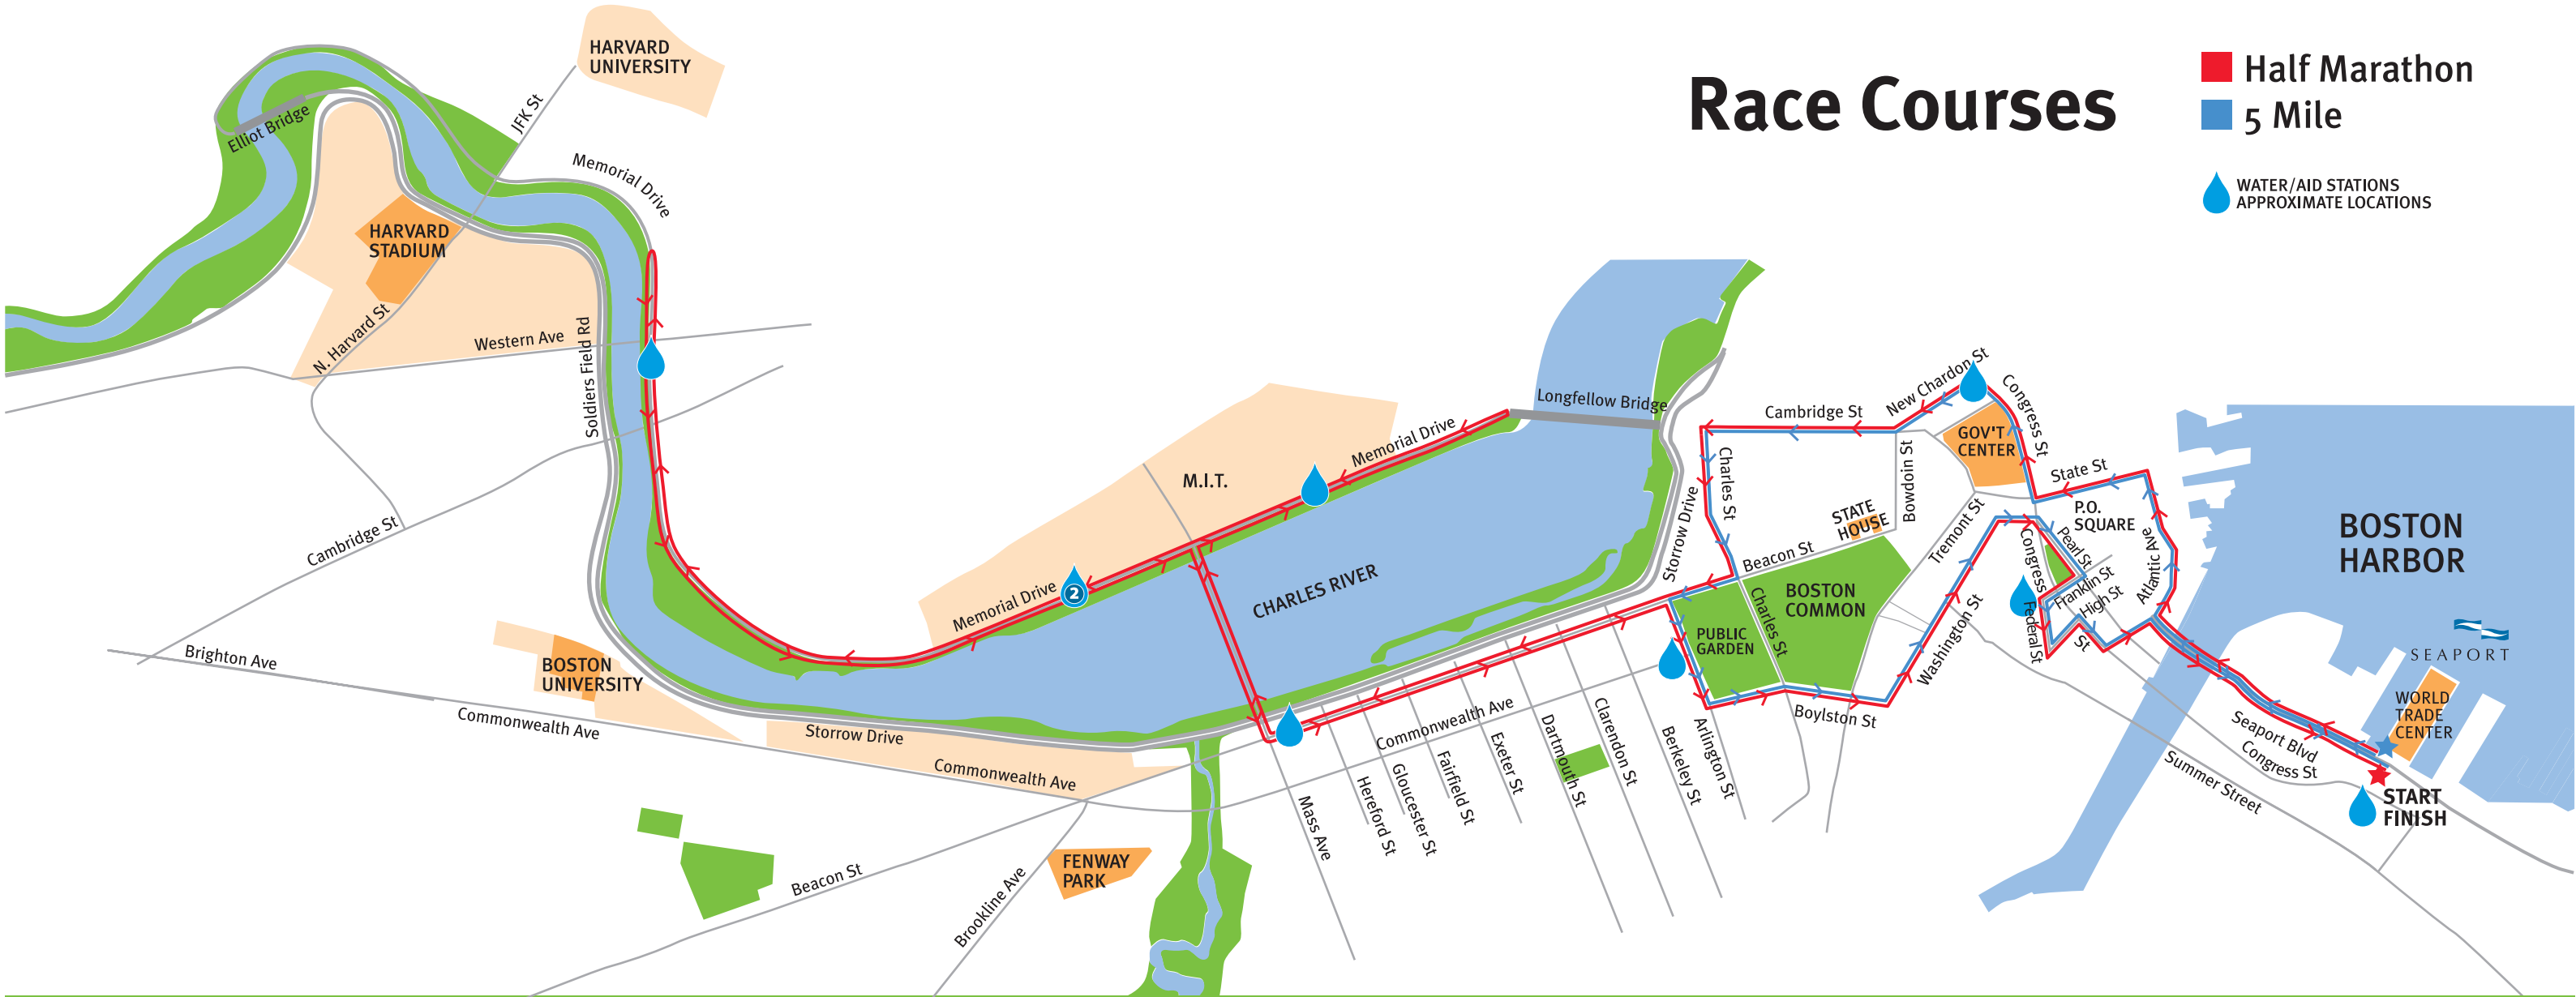 Race Courses
Half Marathon
5 Mile
WATER/AID STATIONS
APPROXIMATE LOCATIONS
HARVARD
UNIVERSITY
JFK St
Elliot Bridge
Memorial Drive
HARVARD
STADIUM
N. Harvard St
Western Ave
Soldiers Field Rd
Cambridge St
Brighton Ave
BOSTON
UNIVERSITY
Commonwealth Ave
Storrow Drive
Commonwealth Ave
Beacon St
Brookline Ave
FENWAY
PARK
Memorial Drive
2
M.I.T.
Memorial Drive
Longfellow Bridge
CHARLES RIVER
Commonwealth Ave
Mass Ave
Hereford St
Gloucester St
Fairfield St
Exeter St
Dartmouth St
Clarendon St
Berkeley St
Arlington St
Storrow Drive
Charles St
Cambridge St
New Chardon St
Congress St
GOV'T
CENTER
Bowdoin St
STATE
HOUSE
Beacon St
Tremont St
BOSTON
COMMON
Charles St
PUBLIC
GARDEN
Boylston St
Washington St
State St
P.O.
SQUARE
Pearl St
Congress
St
Franklin St
High St
Federal St
Atlantic Ave
BOSTON
HARBOR
SEAPORT
WORLD
TRADE
CENTER
Seaport Blvd
Congress St
Summer Street
START
FINISH